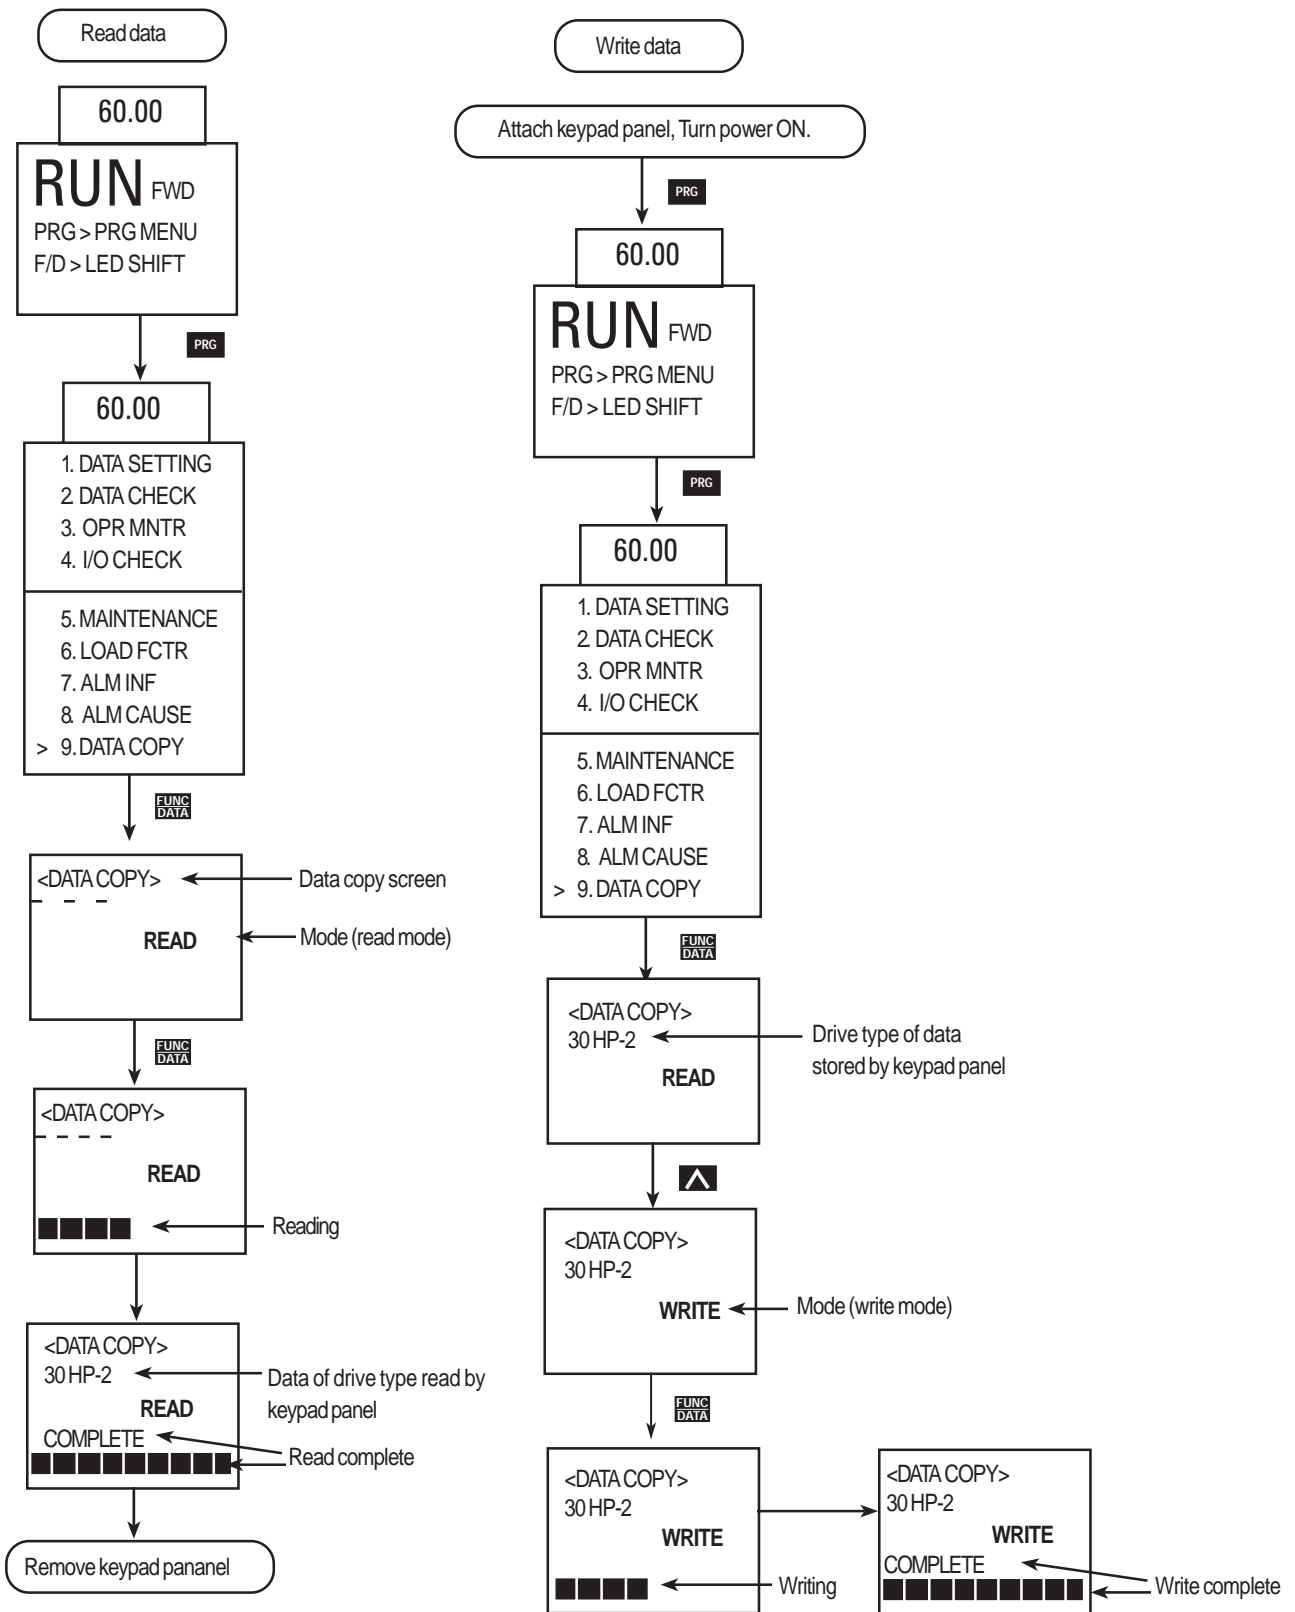 Read data
60.00
RUN FWD
PRG > PRG MENU
F/D > LED SHIFT
PRG
60.00
1. DATA SETTING
2. DATA CHECK
3. OPR MNTR
4. I/O CHECK
5. MAINTENANCE
6. LOAD FCTR
7. ALM INF
8. ALM CAUSE
> 9. DATA COPY
FUNC
DATA
<DATA COPY>
Data copy screen
_ _ _
READ
Mode (read mode)
FUNC
DATA
<DATA COPY>
_ _ _ _
READ
Reading
<DATA COPY>
30 HP-2
Data of drive type read by
keypad panel
READ
COMPLETE
Read complete
Remove keypad pananel
Write data
Attach keypad panel, Turn power ON.
PRG
60.00
RUN FWD
PRG > PRG MENU
F/D > LED SHIFT
PRG
60.00
1. DATA SETTING
2. DATA CHECK
3. OPR MNTR
4. I/O CHECK
5. MAINTENANCE
6. LOAD FCTR
7. ALM INF
8. ALM CAUSE
> 9. DATA COPY
FUNC
DATA
<DATA COPY>
30 HP-2
Drive type of data
stored by keypad panel
READ
<DATA COPY>
30 HP-2
WRITE
Mode (write mode)
FUNC
DATA
<DATA COPY>
30 HP-2
WRITE
Writing
<DATA COPY>
30 HP-2
WRITE
COMPLETE
Write complete